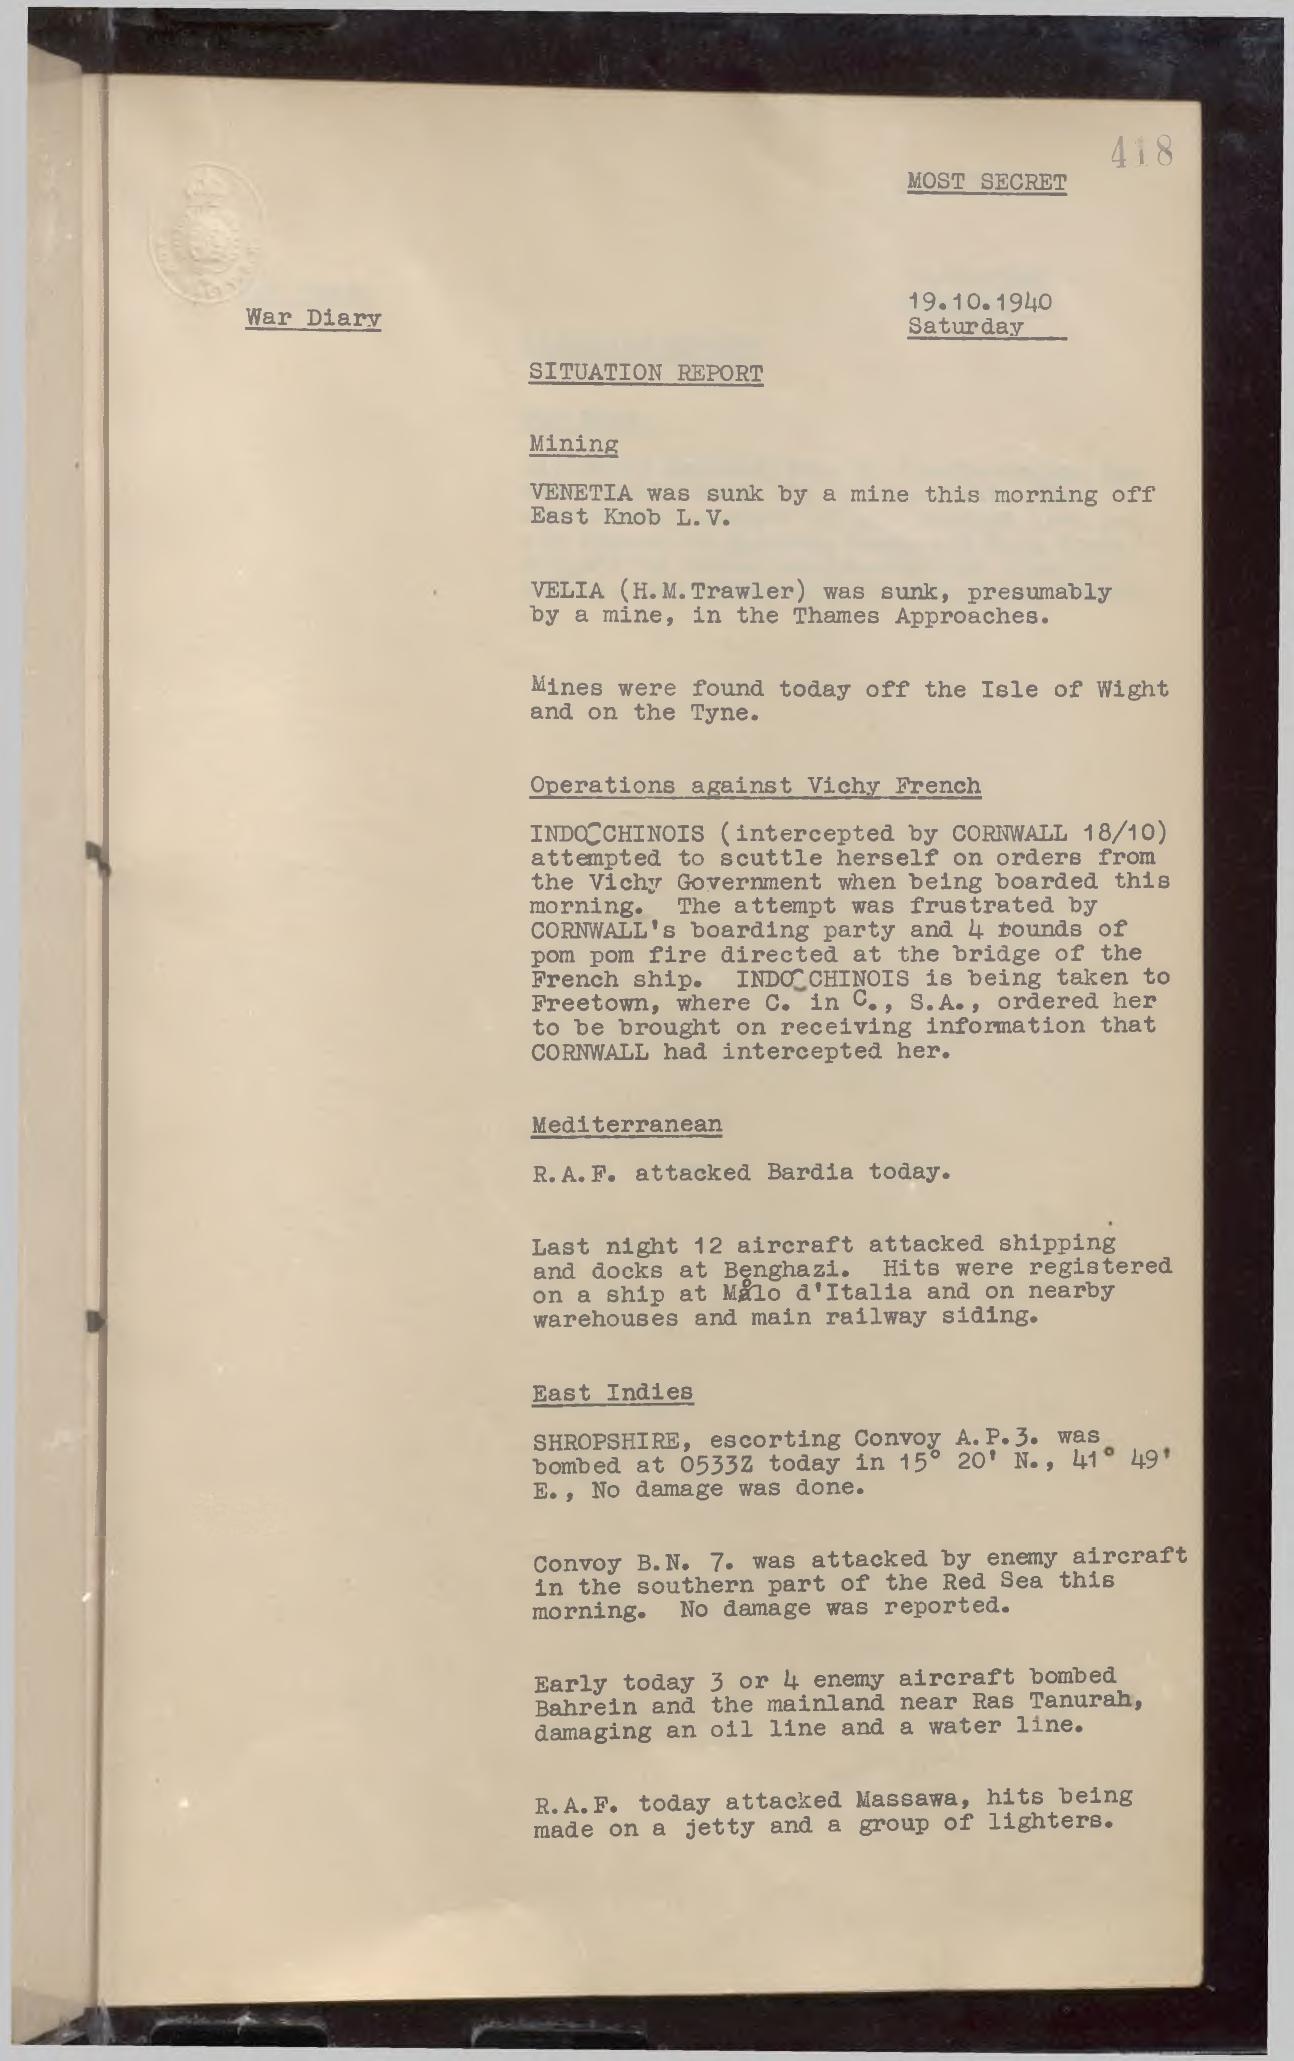 418
MOST SECRET
19.10.1940
War Diary
Saturday
SITUATION REPORT
Mining
VENETIA was sunk by a mine this morning off
East Knob L.V.
VELIA (H.M.Trawler) was sunk, presumably
by a mine, in the Thames Approaches.
Mines were found today off the Isle of Wight
and on the Tyne.
Operations against Vichy French
INDOCHINOIS (intercepted by CORNWALL 18/10)
attempted to scuttle herself on orders from
the Vichy Government when being boarded this
morning. The attempt was frustrated by
CORNWALL's boarding party and 4 rounds of
pom pom fire directed at the bridge of the
French ship. INDOCHINOIS is being taken to
Freetown, where C. in C., S.A., ordered her
to be brought on receiving information that
CORNWALL had intercepted her.
Mediterranean
R.A.F. attacked Bardia today.
Last night 12 aircraft attacked shipping
and docks at Benghazi. Hits were registered
on a ship at Molo d'Italia and on nearby
warehouses and main railway siding.
East Indies
SHROPSHIRE, escorting Convoy A.P.3. was
bombed at 0533Z today in 15° 20' N., 41° 49'
E., No damage was done.
Convoy B.N. 7. was attacked by enemy aircraft
in the southern part of the Red Sea this
morning. No damage was reported.
Early today 3 or 4 enemy aircraft bombed
Bahrein and the mainland near Ras Tanurah,
damaging an oil line and a water line.
R.A.F. today attacked Massawa, hits being
made on a jetty and a group of lighters.